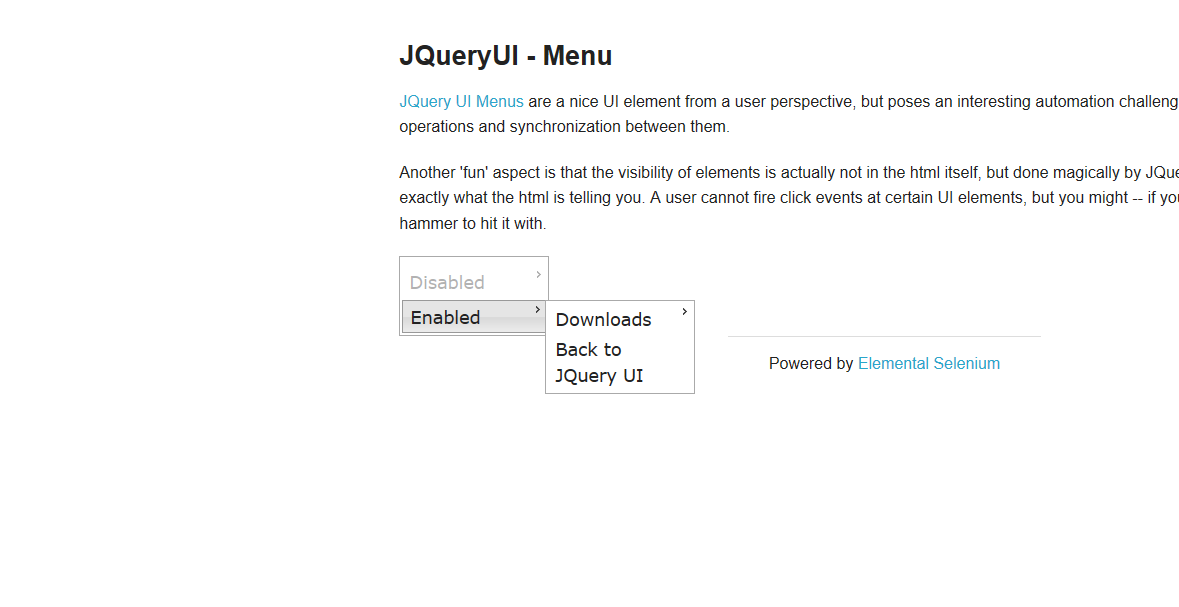 JQueryUI - Menu
JQuery UI Menus are a nice UI element from a user perspective, but poses an interesting automation challeng
operations and synchronization between them.
Another 'fun' aspect is that the visibility of elements is actually not in the html itself, but done magically by JQue
exactly what the html is telling you. A user cannot fire click events at certain UI elements, but you might -- if you
hammer to hit it with.
Disabled
Enabled
Downloads
Back to
JQuery UI
Powered by Elemental Selenium